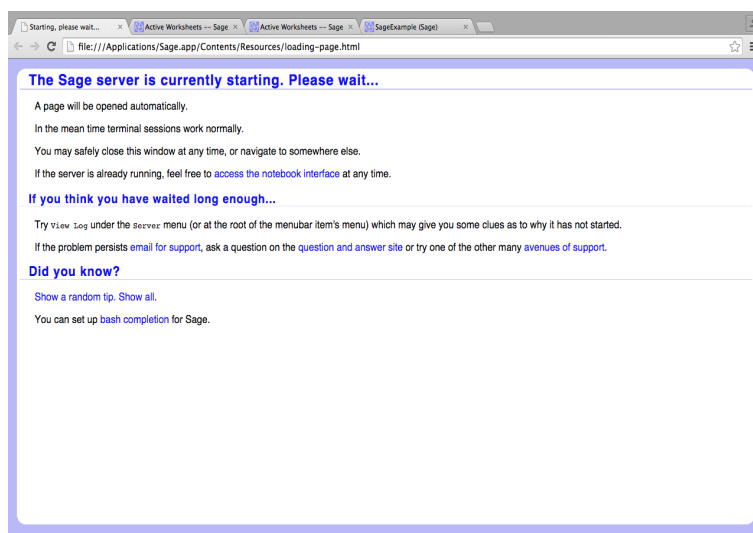 Starting, please wait...
Active Worksheets -- Sage
Active Worksheets -- Sage
SageExample (Sage)
file:///Applications/Sage.app/Contents/Resources/loading-page.html
The Sage server is currently starting. Please wait...
A page will be opened automatically.
In the mean time terminal sessions work normally.
You may safely close this window at any time, or navigate to somewhere else.
If the server is already running, feel free to access the notebook interface at any time.
If you think you have waited long enough...
Try View Log under the Server menu (or at the root of the menubar item's menu) which may give you some clues as to why it has not started.
If the problem persists email for support, ask a question on the question and answer site or try one of the other many avenues of support.
Did you know?
Show a random tip. Show all.
You can set up bash completion for Sage.